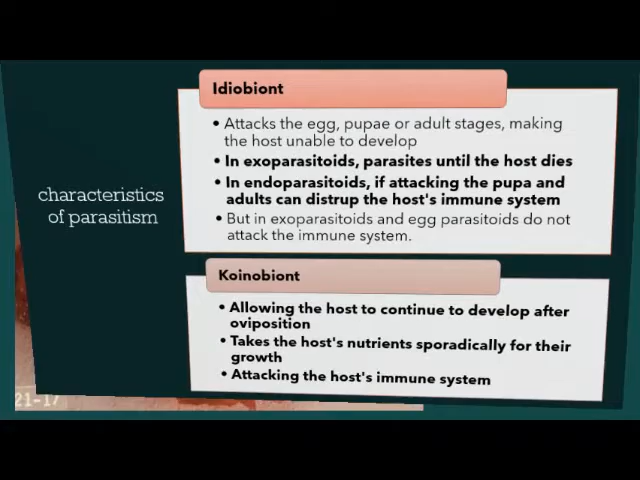 characteristics
of parasitism
Idiobiont
• Attacks the egg, pupae or adult stages, making
the host unable to develop
• In exoparasitoids, parasites until the host dies
• In endoparasitoids, if attacking the pupa and
adults can distrup the host's immune system
• But in exoparasitoids and egg parasitoids do not
attack the immune system.
Koinobiont
• Allowing the host to continue to develop after
oviposition
• Takes the host's nutrients sporadically for their
growth
• Attacking the host's immune system
21-17